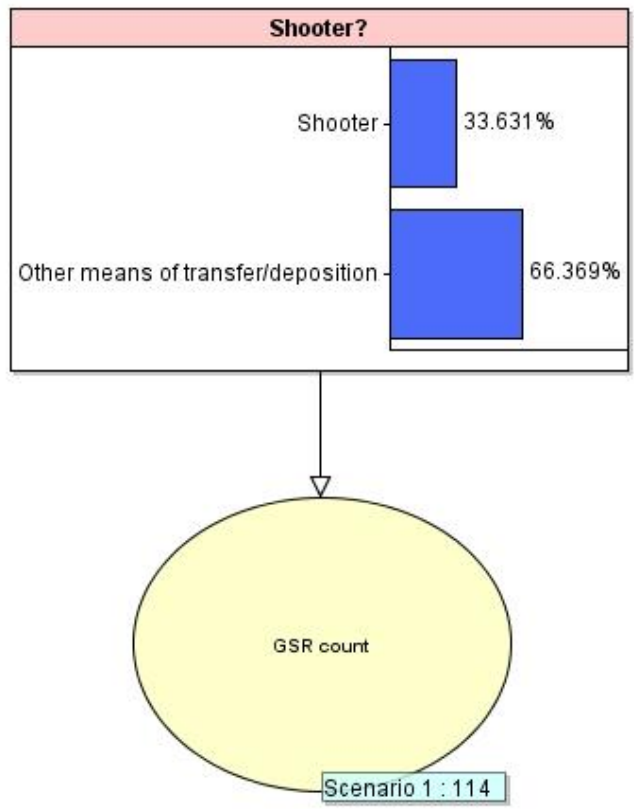 Shooter?
Shooter
33.631%
Other means of transfer/deposition
66.369%
GSR count
Scenario 1 : 114